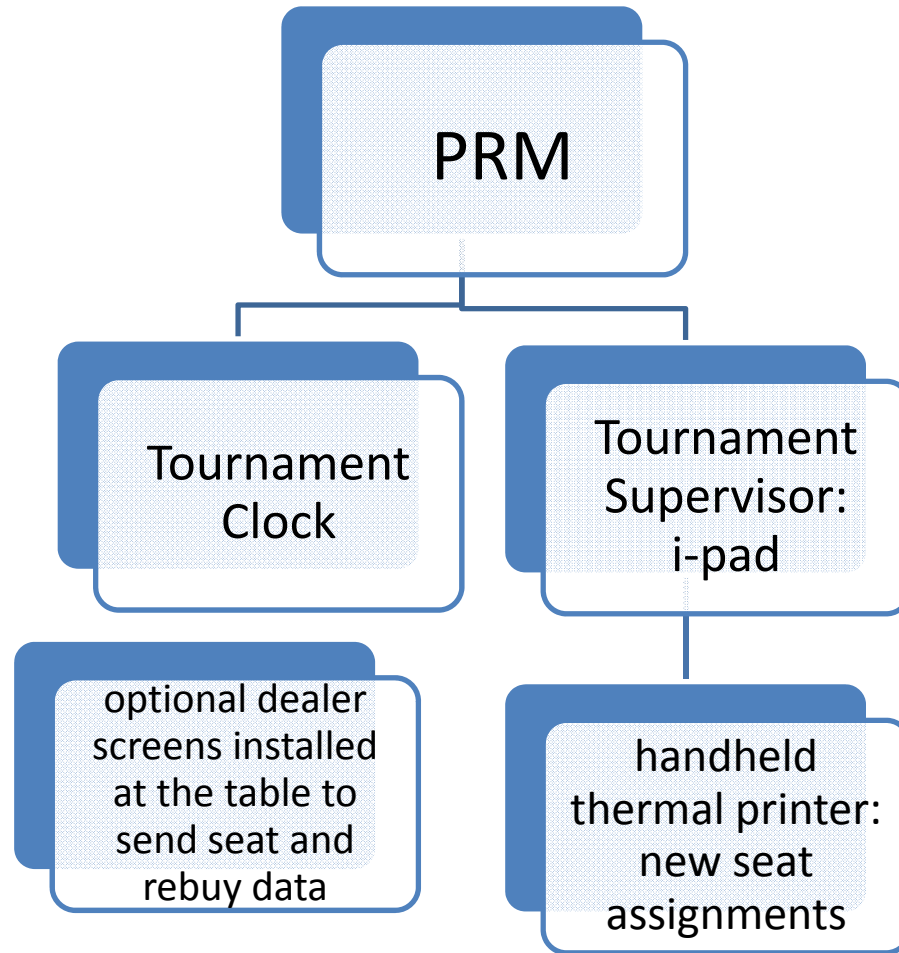 PRM
Tournament
Clock
Tournament
Supervisor:
i-pad
optional dealer
screens installed
at the table to
send seat and
rebuy data
handheld
thermal printer:
new seat
assignments